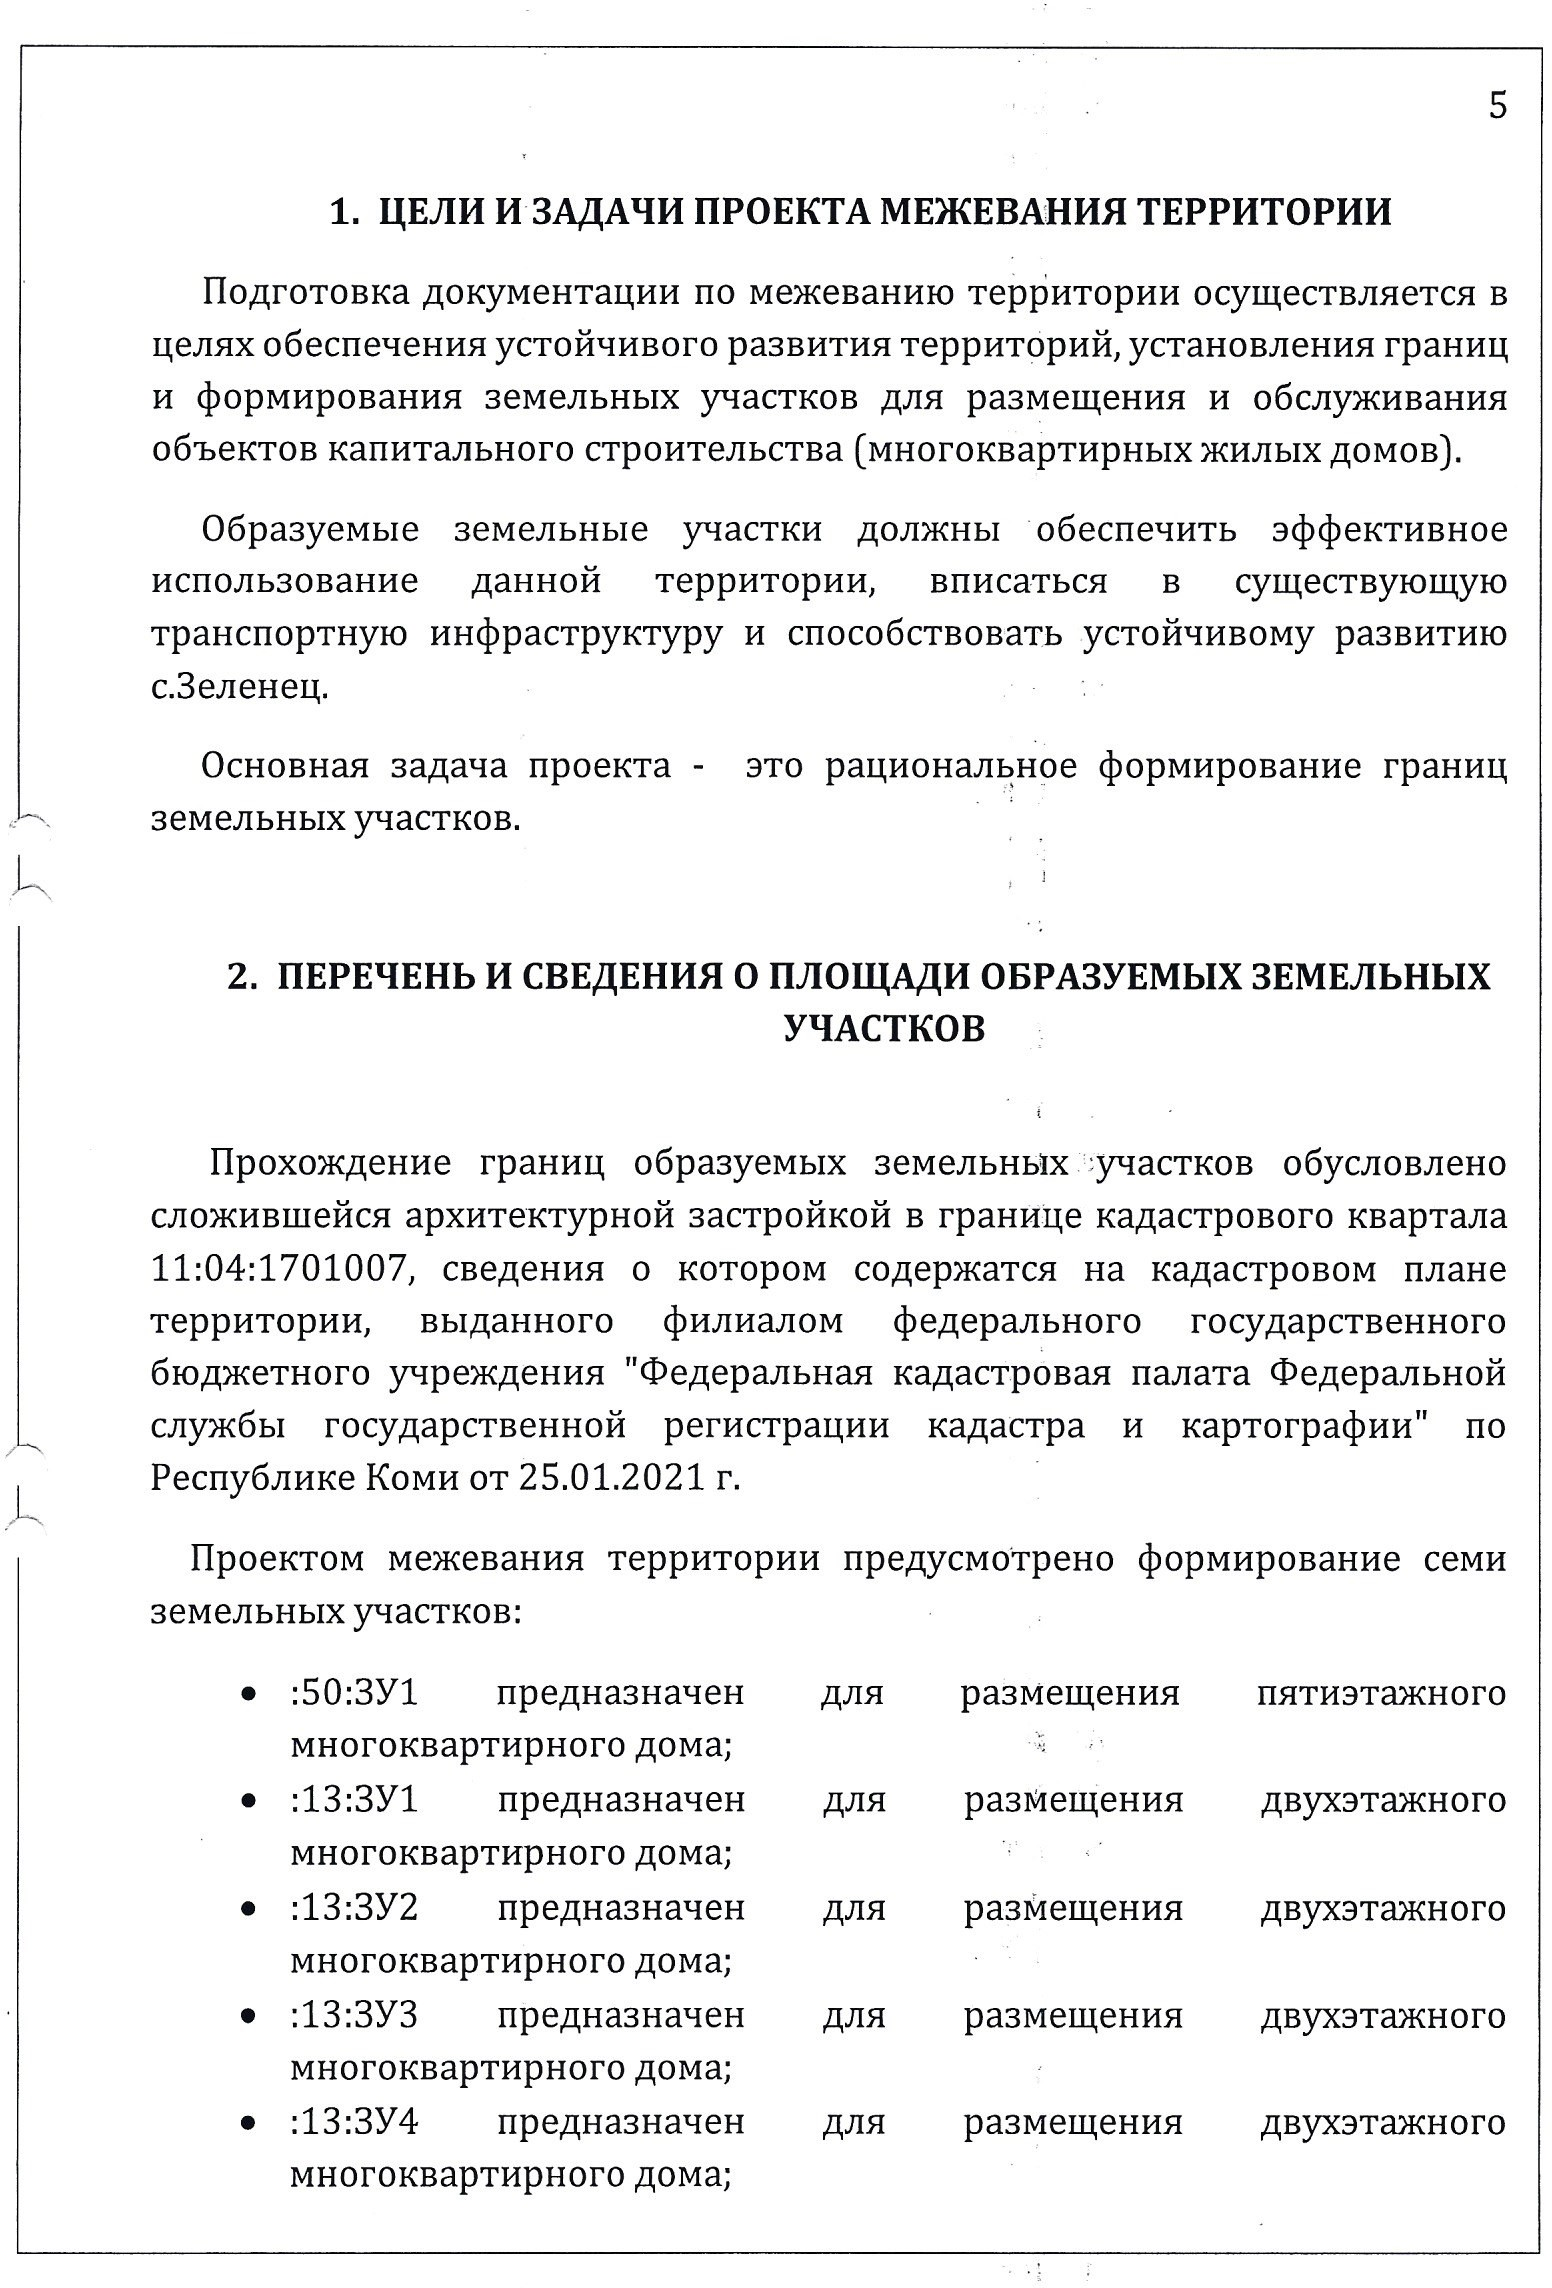 5
1. ЦЕЛИ И ЗАДАЧИ ПРОЕКТА МЕЖЕВАНИЯ ТЕРРИТОРИИ
Подготовка документации по межеванию территории осуществляется в
целях обеспечения устойчивого развития территорий, установления границ
и формирования земельных участков для размещения и обслуживания
объектов капитального строительства (многоквартирных жилых домов).
Образуемые земельные участки должны обеспечить эффективное
использование данной территории, вписаться в существующую
транспортную инфраструктуру и способствовать устойчивому развитию
с.Зеленец.
Основная задача проекта - это рациональное формирование границ
земельных участков.
2. ПЕРЕЧЕНЬ И СВЕДЕНИЯ О ПЛОЩАДИ ОБРАЗУЕМЫХ ЗЕМЕЛЬНЫХ
УЧАСТКОВ
Прохождение границ образуемых земельных участков обусловлено
сложившейся архитектурной застройкой в границе кадастрового квартала
11:04:1701007, сведения о котором содержатся на кадастровом плане
территории, выданного филиалом федерального государственного
бюджетного учреждения "Федеральная кадастровая палата Федеральной
службы государственной регистрации кадастра и картографии" по
Республике Коми от 25.01.2021 г.
Проектом межевания территории предусмотрено формирование семи
земельных участков:
• :50:ЗУ1 предназначен для размещения пятиэтажного
многоквартирного дома;
• :13:ЗУ1 предназначен для размещения двухэтажного
многоквартирного дома;
• :13:ЗУ2 предназначен для размещения двухэтажного
многоквартирного дома;
• :13:ЗУ3 предназначен для размещения двухэтажного
многоквартирного дома;
• :13:ЗУ4 предназначен для размещения двухэтажного
многоквартирного дома;